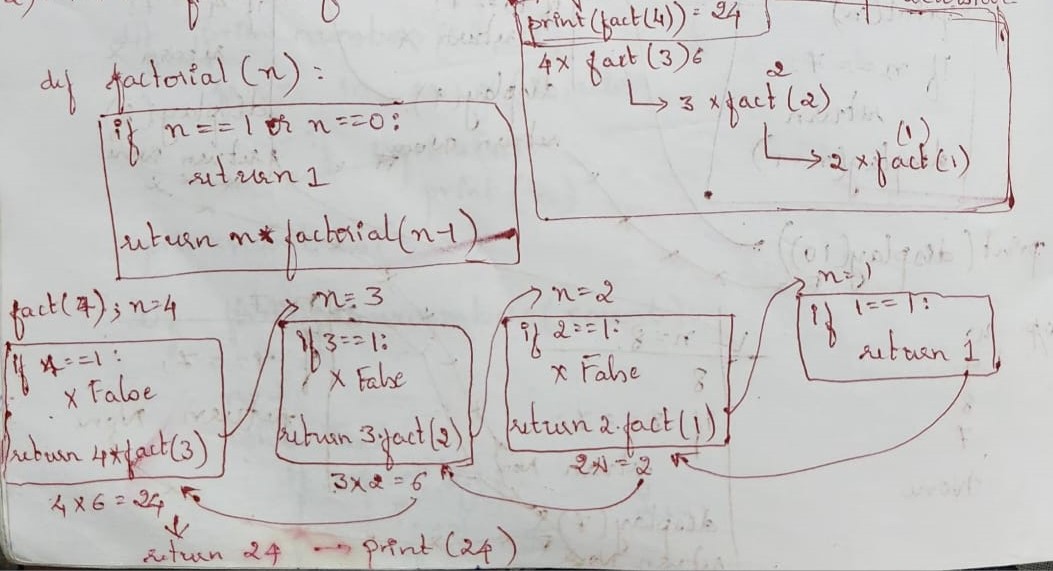 print(fact(4)) = 24
4 x fact (3) 6
2
3 x fact (2)
(1)
2 x fact (1)
def factorial (n) :
if n == 1 or n == 0 :
return 1
return n* factorial (n-1)
fact(4) ; n=4
if 4 == 1 :
x False
return 4*fact(3)
4 x 6 = 24
return 24 → print (24)
n = 3
if 3 == 1:
x False
return 3.fact(2)
3 x 2 = 6
n = 2
if 2 == 1:
x False
return 2.fact(1)
2x1 = 2
n = 1
if 1 == 1 :
return 1